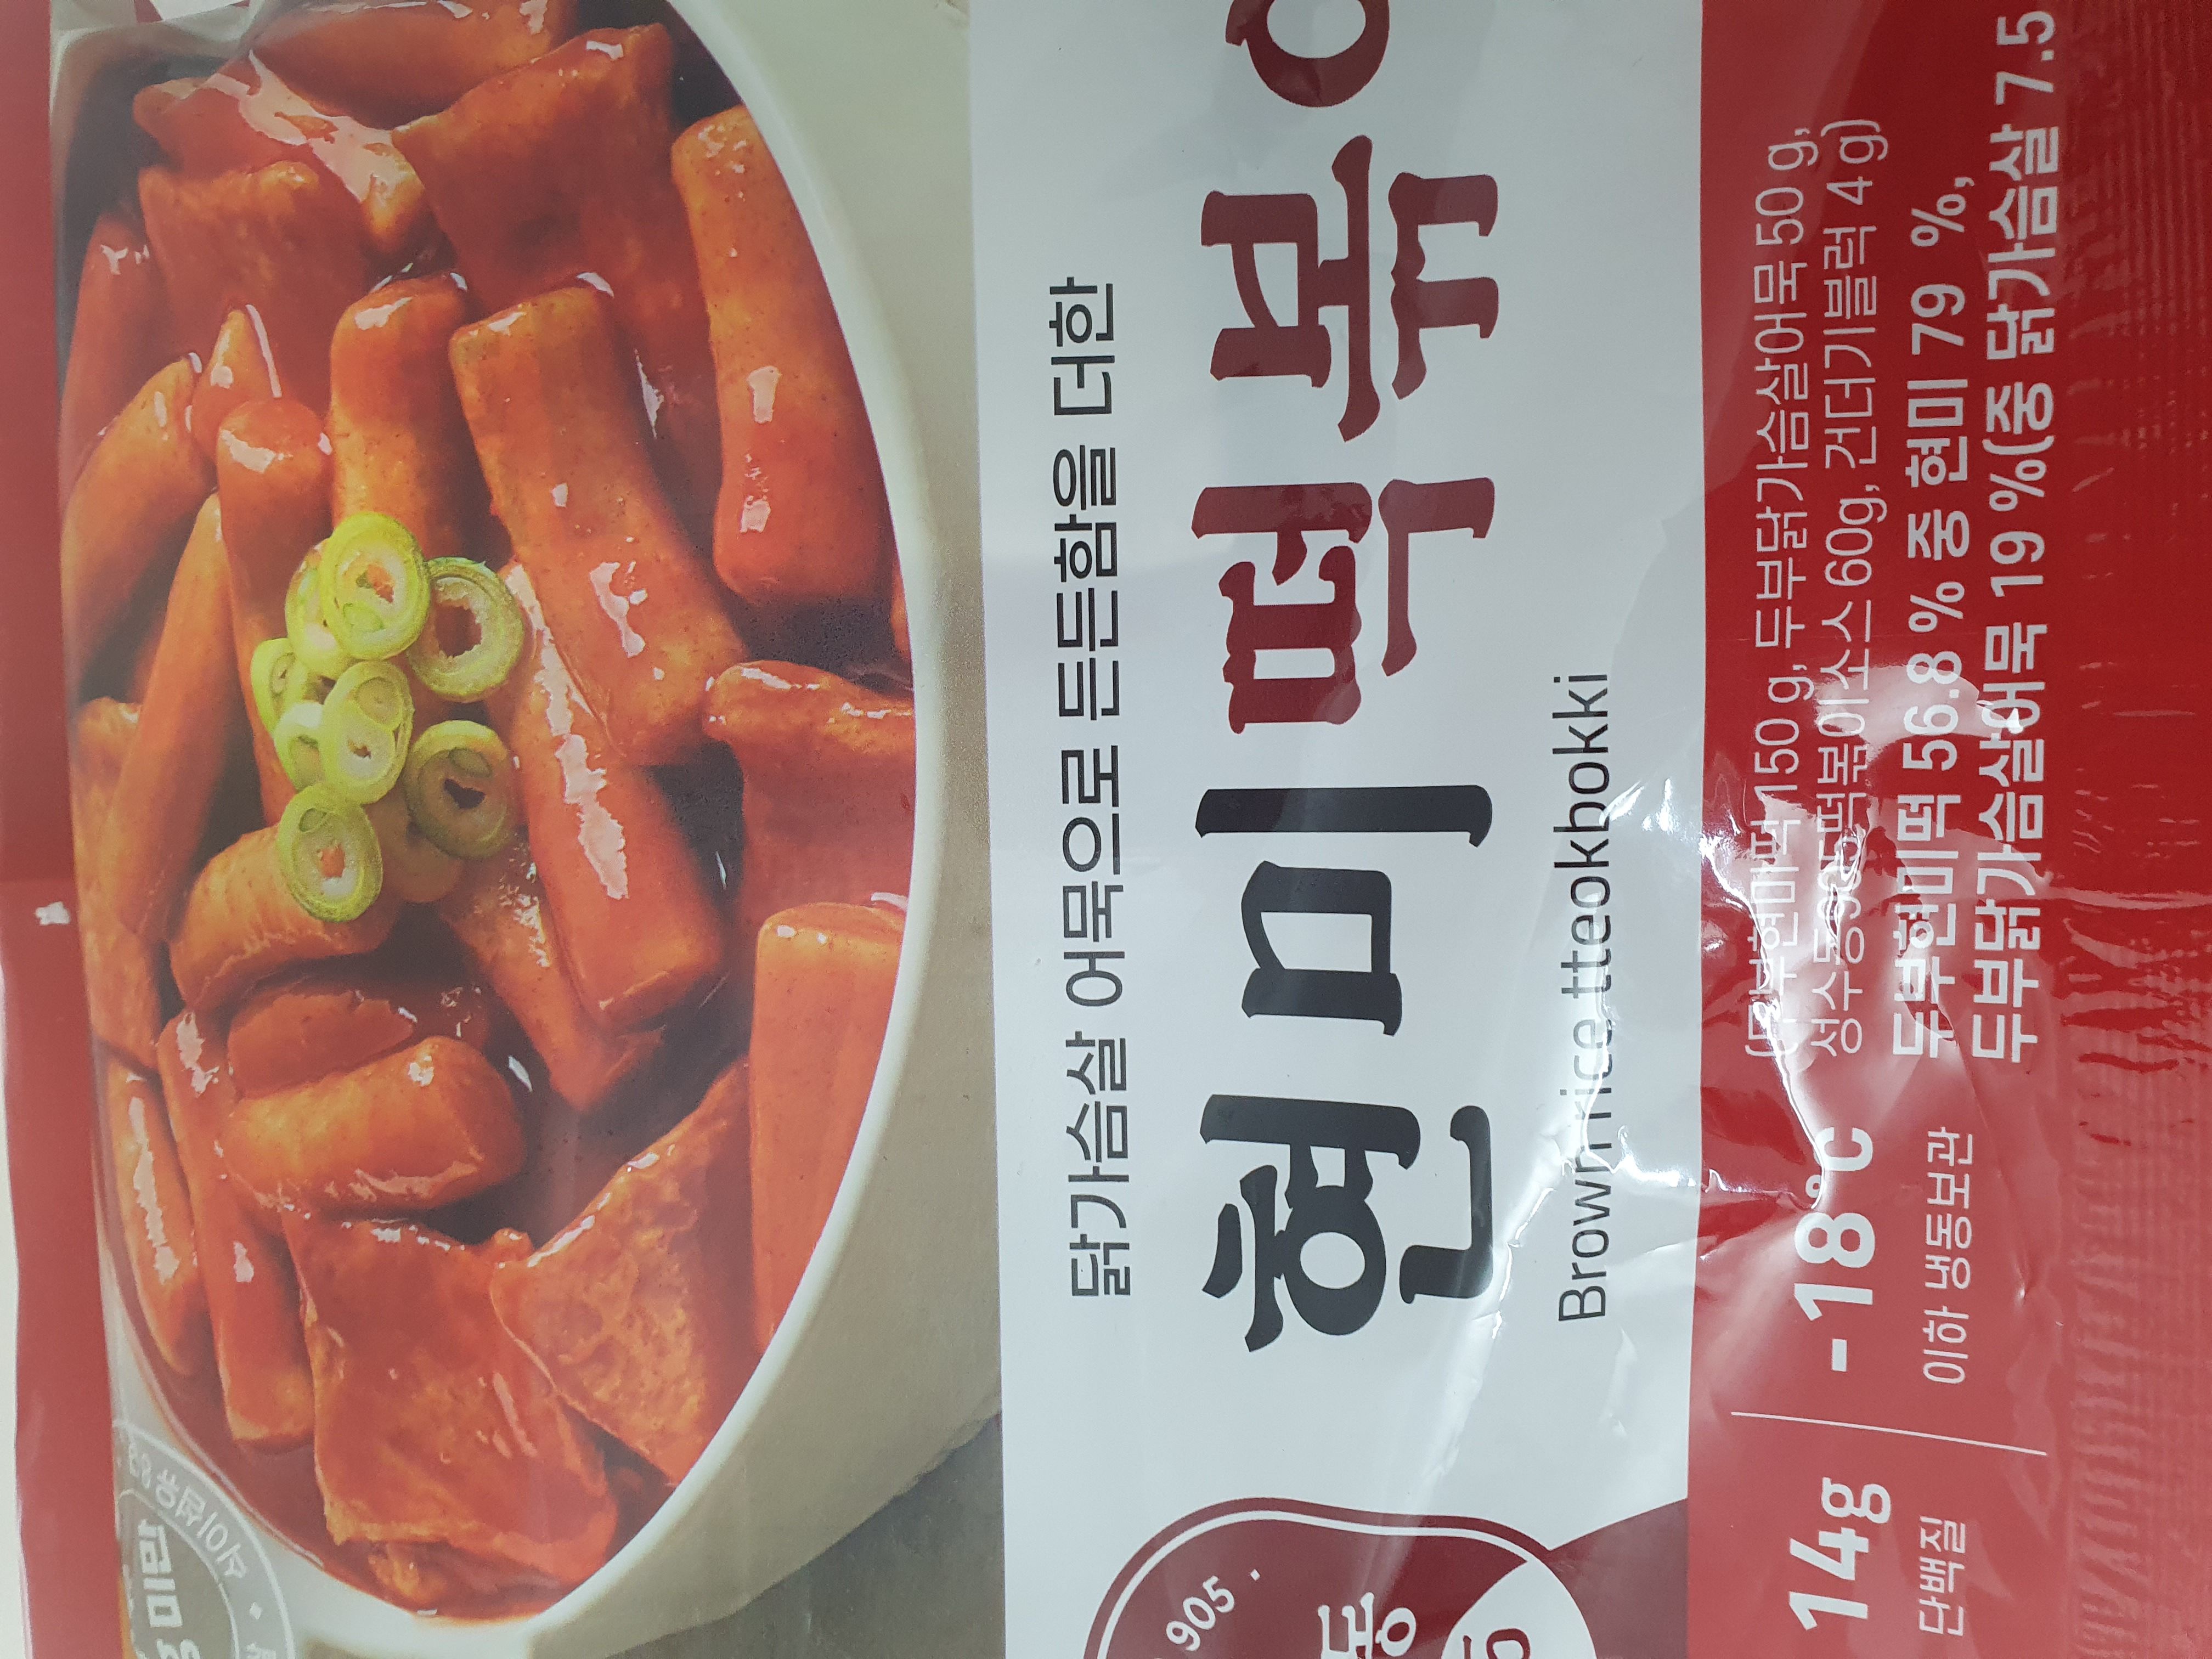 닭가슴살 어묵으로 든든함을 더한
현미떡볶
Brown rice tteokbokki
905
동
14g
단백질
-18℃
이하 냉동보관
(두부현미떡 150 g, 두부닭가슴살어묵 50 g,
성수동905떡볶이소스 60g, 건더기블럭 4 g)
두부현미떡 56.8 % 중 현미 79 %,
두부닭가슴살어묵 19 %(중 닭가슴살 7.5